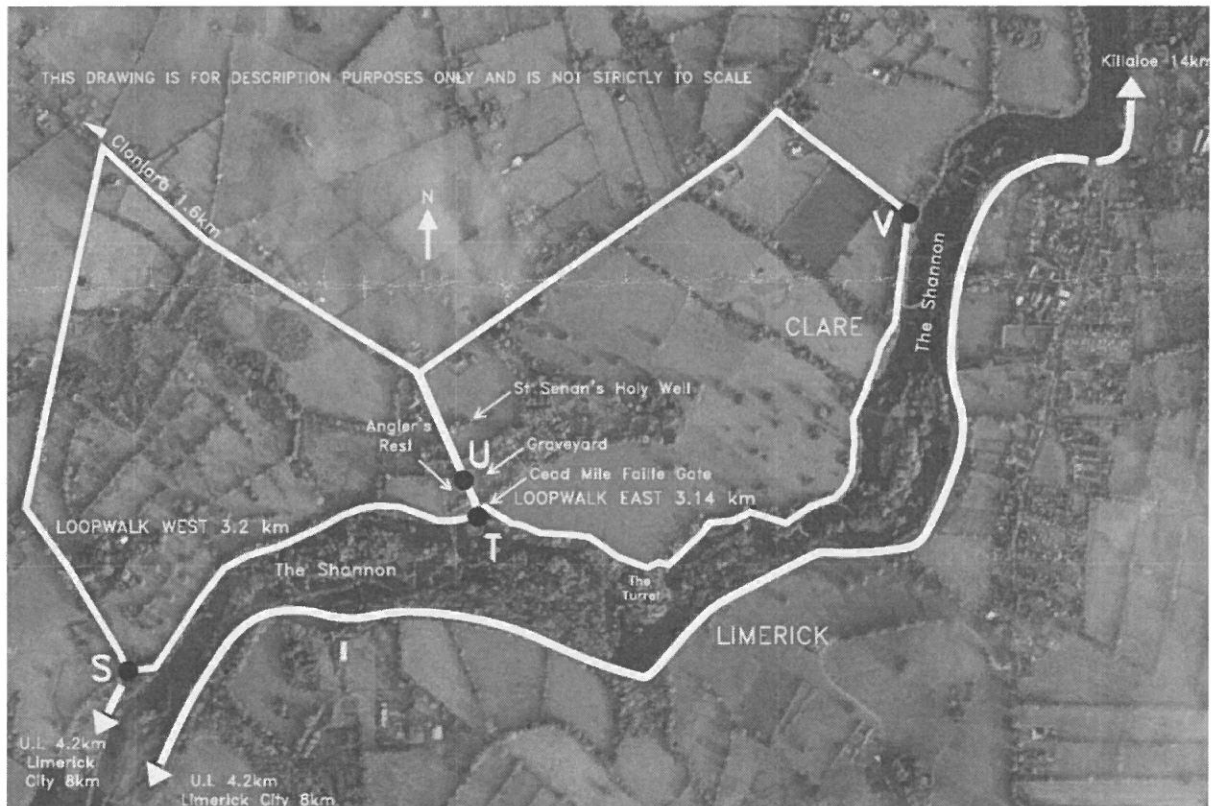 THIS DRAWING IS FOR DESCRIPTION PURPOSES ONLY AND IS NOT STRICTLY TO SCALE
Killaloe 14km
Clonlara 1.6km
N
V
The Shannon
CLARE
St Senan's Holy Well
Angler's
Rest
U
Graveyard
Cead Mile Failte Gate
LOOPWALK EAST 3.14 km
LOOPWALK WEST 3.2 km
T
The Shannon
The
Turret
LIMERICK
S
U.L 4.2km
Limerick
City 8km
U.L 4.2km
Limerick City 8km